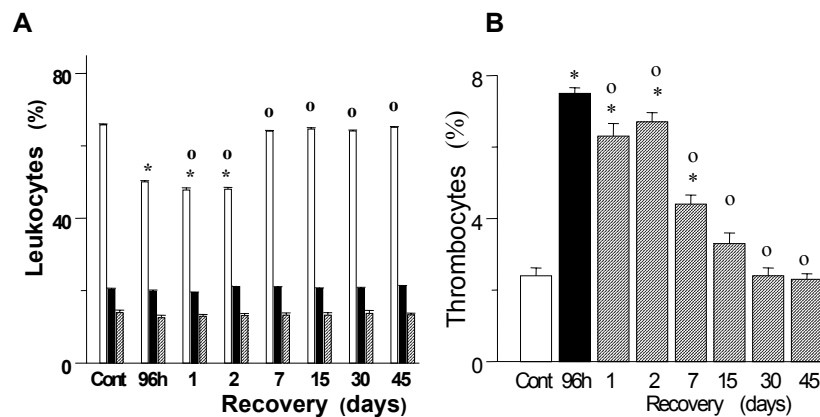 A
Leukocytes (%)
80
40
0
o o o o
o o
* * *
Cont 96h 1 2 7 15 30 45
Recovery (days)
B
Thrombocytes (%)
8
4
0
*
o
*
o
*
o
*
o
o
o
Cont 96h 1 2 7 15 30 45
Recovery (days)